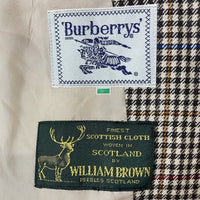 Burberrys'
FINEST
SCOTTISH CLOTH
WOVEN IN
SCOTLAND
BY
WILLIAM BROWN
PEEBLES SCOTLAND